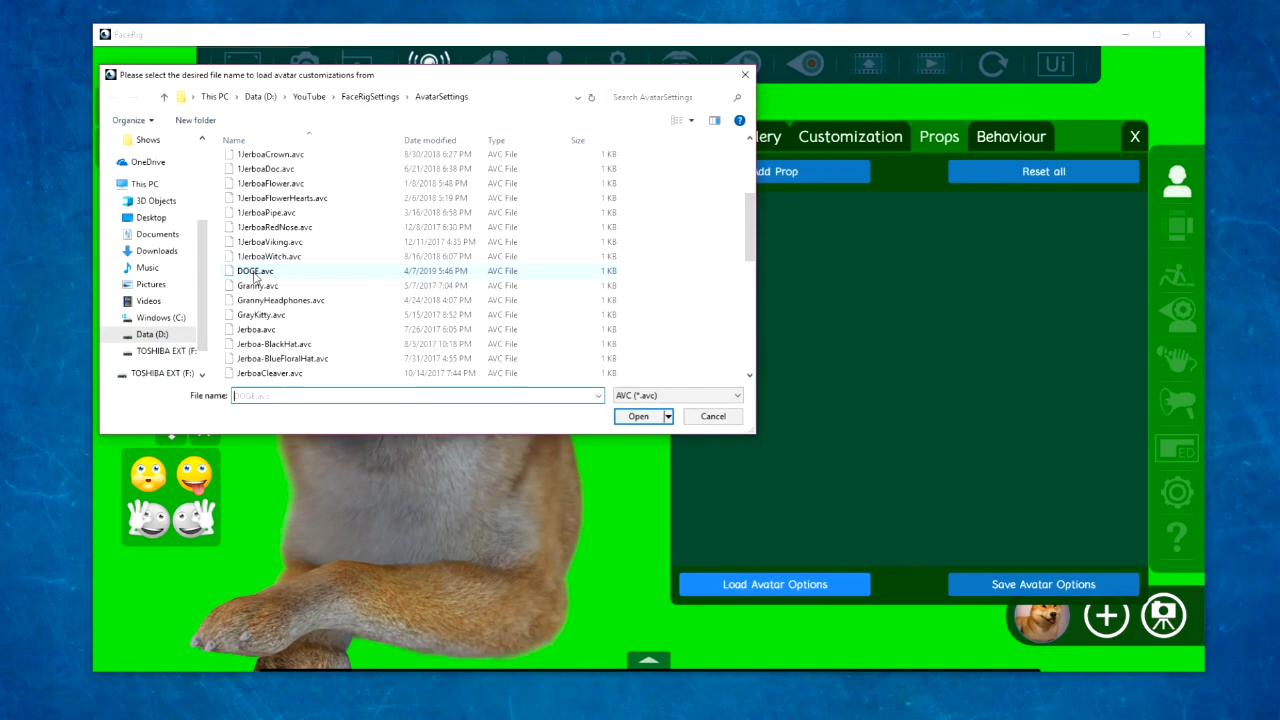 FaceRig
Please select the desired file name to load avatar customizations from
This PC > Data (D:) > YouTube > FaceRigSettings > AvatarSettings
Search AvatarSettings
Organize
New folder
Name Date modified Type Size
Shows
OneDrive
This PC
3D Objects
Desktop
Documents
Downloads
Music
Pictures
Videos
Windows (C:)
Data (D:)
TOSHIBA EXT (F:
TOSHIBA EXT (F:)
1JerboaCrown.avc 8/30/2018 6:27 PM AVC File 1 KB
1JerboaDoc.avc 6/21/2018 6:38 PM AVC File 1 KB
1JerboaFlower.avc 1/8/2018 5:48 PM AVC File 1 KB
1JerboaFlowerHearts.avc 2/6/2018 5:19 PM AVC File 1 KB
1JerboaPipe.avc 3/16/2018 6:58 PM AVC File 1 KB
1JerboaRedNose.avc 12/8/2017 6:30 PM AVC File 1 KB
1JerboaViking.avc 12/11/2017 4:35 PM AVC File 1 KB
1JerboaWitch.avc 8/16/2018 6:07 PM AVC File 1 KB
DOGE.avc 4/7/2019 5:46 PM AVC File 1 KB
Granny.avc 5/7/2017 7:04 PM AVC File 1 KB
GrannyHeadphones.avc 4/24/2018 4:07 PM AVC File 1 KB
GrayKitty.avc 5/15/2017 8:52 PM AVC File 1 KB
Jerboa.avc 7/26/2017 6:05 PM AVC File 1 KB
Jerboa-BlackHat.avc 8/5/2017 10:18 PM AVC File 1 KB
Jerboa-BlueFloralHat.avc 7/31/2017 4:55 PM AVC File 1 KB
JerboaCleaver.avc 10/14/2017 7:44 PM AVC File 1 KB
File name: DOGE.avc
AVC (*.avc)
Open
Cancel
Ui
lery Customization Props Behaviour X
dd Prop
Reset all
ED
?
Load Avatar Options
Save Avatar Options